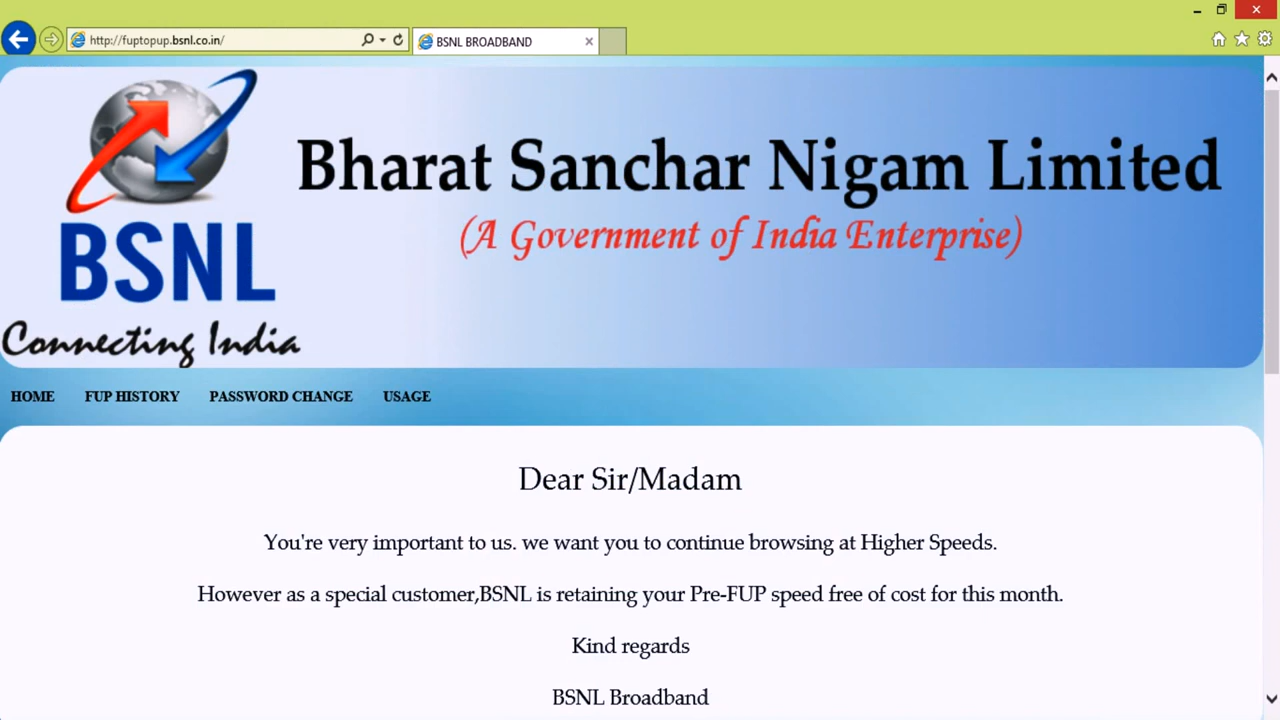 http://fuptopup.bsnl.co.in/
BSNL BROADBAND
Bharat Sanchar Nigam Limited
(A Government of India Enterprise)
BSNL
Connecting India
HOME FUP HISTORY PASSWORD CHANGE USAGE
Dear Sir/Madam
You're very important to us. we want you to continue browsing at Higher Speeds.
However as a special customer,BSNL is retaining your Pre-FUP speed free of cost for this month.
Kind regards
BSNL Broadband